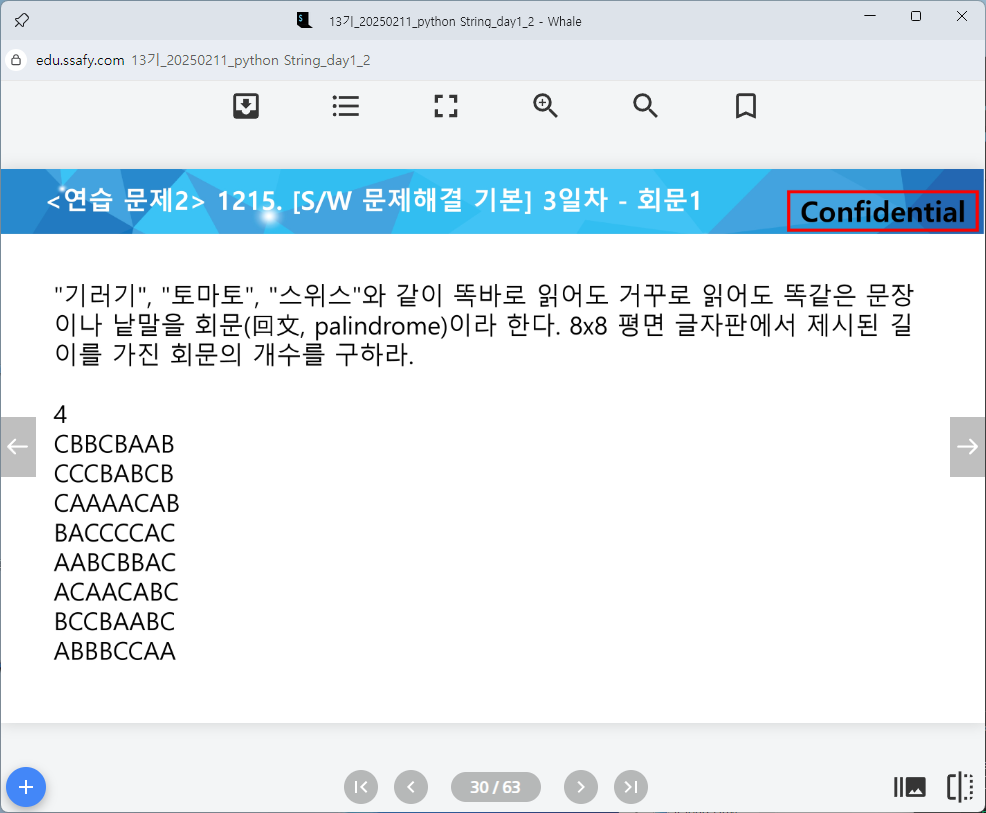 13기_20250211_python String_day1_2 - Whale
edu.ssafy.com 13기_20250211_python String_day1_2
<연습 문제2> 1215. [S/W 문제해결 기본] 3일차 - 회문1
Confidential
"기러기", "토마토", "스위스"와 같이 똑바로 읽어도 거꾸로 읽어도 똑같은 문장
이나 낱말을 회문(回文, palindrome)이라 한다. 8x8 평면 글자판에서 제시된 길
이를 가진 회문의 개수를 구하라.
4
CBBCBAAB
CCCBABCB
CAAAACAB
BACCCCAC
AABCBBAC
ACAACABC
BCCBAABC
ABBBCCAA
30 / 63